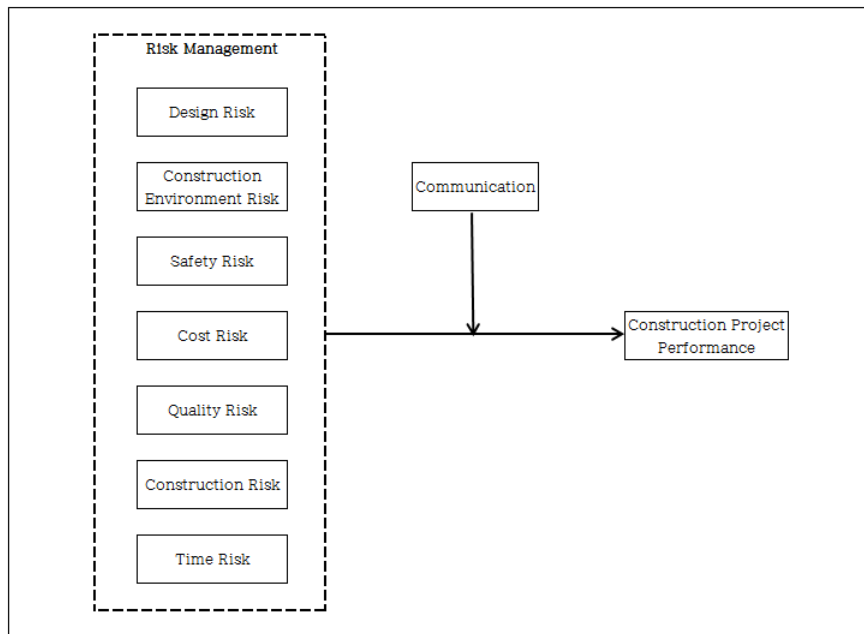 Risk Management
Design Risk
Construction
Environment Risk
Communication
Safety Risk
Cost Risk
Construction Project
Performance
Quality Risk
Construction Risk
Time Risk